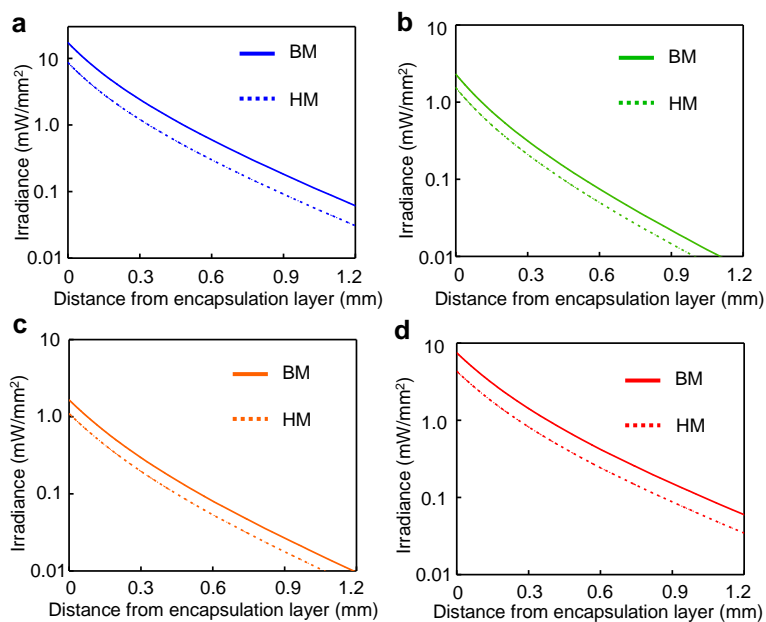 a
BM
HM
Irradiance (mW/mm²)
10
1.0
0.1
0.01
0 0.3 0.6 0.9 1.2
Distance from encapsulation layer (mm)
b
BM
HM
Irradiance (mW/mm²)
10
1.0
0.1
0.01
0 0.3 0.6 0.9 1.2
Distance from encapsulation layer (mm)
c
BM
HM
Irradiance (mW/mm²)
10
1.0
0.1
0.01
0 0.3 0.6 0.9 1.2
Distance from encapsulation layer (mm)
d
BM
HM
Irradiance (mW/mm²)
10
1.0
0.1
0.01
0 0.3 0.6 0.9 1.2
Distance from encapsulation layer (mm)